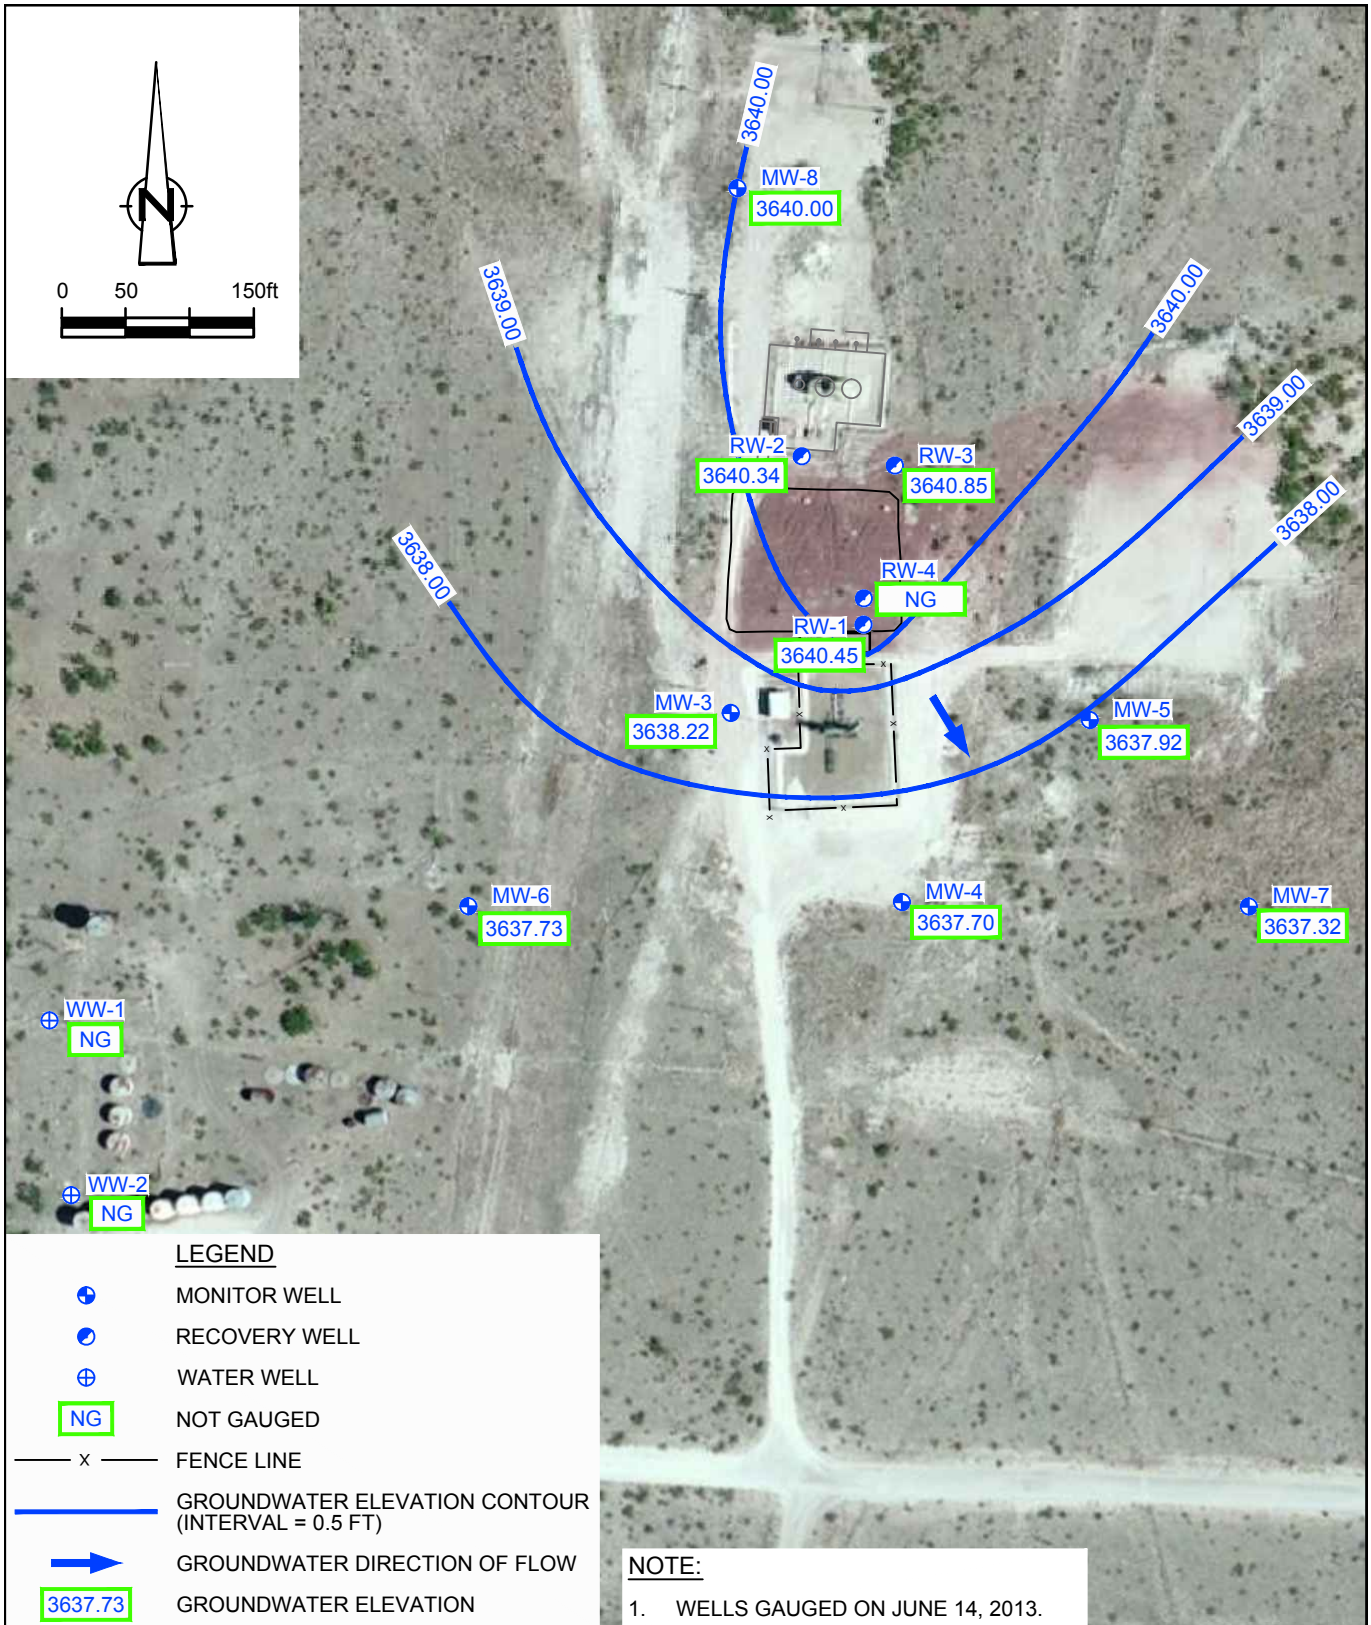 N
0 50 150ft
3640.00
MW-8
3640.00
3639.00
3640.00
3639.00
RW-2
3640.34
RW-3
3640.85
3638.00
3638.00
RW-4
NG
RW-1
3640.45
MW-3
3638.22
MW-5
3637.92
MW-6
3637.73
MW-4
3637.70
MW-7
3637.32
WW-1
NG
WW-2
NG
LEGEND
MONITOR WELL
RECOVERY WELL
WATER WELL
NG NOT GAUGED
X FENCE LINE
GROUNDWATER ELEVATION CONTOUR
(INTERVAL = 0.5 FT)
GROUNDWATER DIRECTION OF FLOW
3637.73 GROUNDWATER ELEVATION
NOTE:
1. WELLS GAUGED ON JUNE 14, 2013.